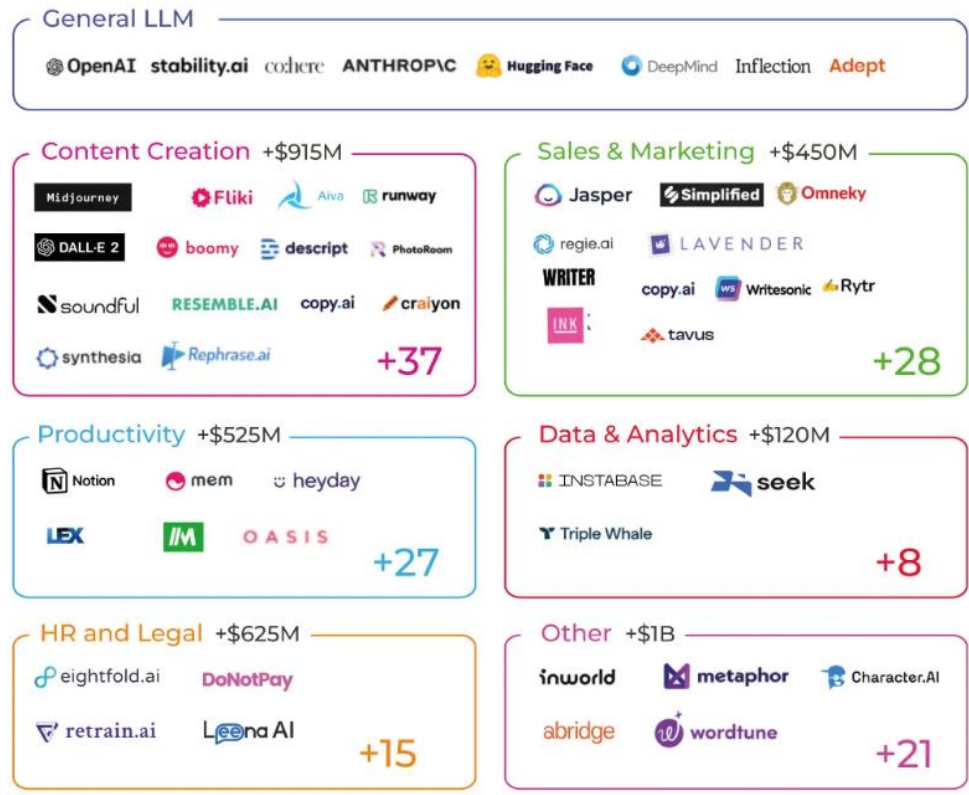 General LLM
OpenAI stability.ai co:here ANTHROP\C Hugging Face DeepMind Inflection Adept
Content Creation +$915M
Midjourney Fliki Aiva runway
DALL·E 2 boomy descript PhotoRoom
soundful RESEMBLE.AI copy.ai craiyon
synthesia Rephrase.ai
+37
Sales & Marketing +$450M
Jasper Simplified Omneky
regie.ai LAVENDER
WRITER copy.ai WS Writesonic Rytr
INK tavus
+28
Productivity +$525M
N Notion mem heyday
LEX OASIS
+27
Data & Analytics +$120M
INSTABASE seek
Triple Whale
+8
HR and Legal +$625M
eightfold.ai DoNotPay
retrain.ai Leena AI
+15
Other +$1B
inworld metaphor Character.AI
abridge wordtune
+21